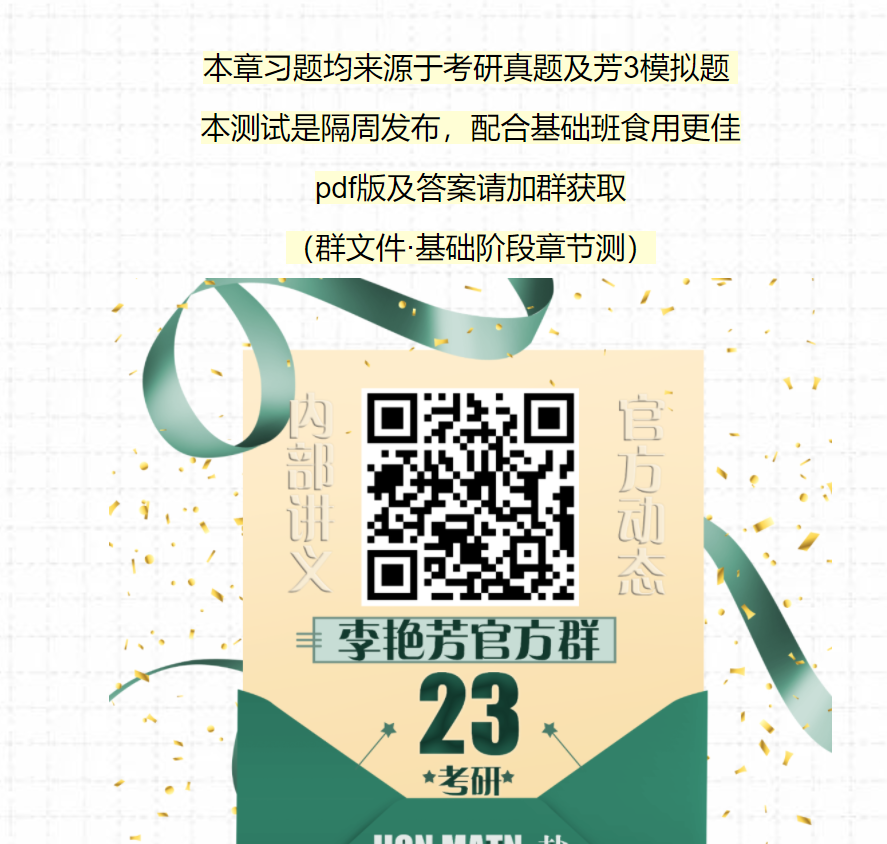 本章习题均来源于考研真题及芳3模拟题
本测试是隔周发布，配合基础班食用更佳
pdf版及答案请加群获取
（群文件·基础阶段章节测）
内部讲义
官方动态
李艳芳官方群
23
考研